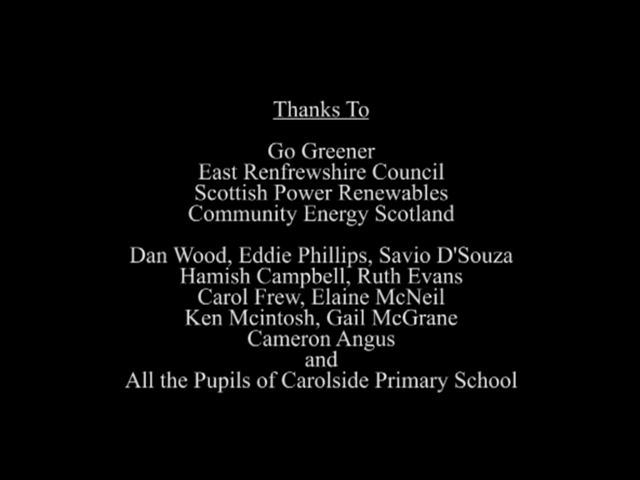 Thanks To
Go Greener
East Renfrewshire Council
Scottish Power Renewables
Community Energy Scotland
Dan Wood, Eddie Phillips, Savio D'Souza
Hamish Campbell, Ruth Evans
Carol Frew, Elaine McNeil
Ken Mcintosh, Gail McGrane
Cameron Angus
and
All the Pupils of Carolside Primary School